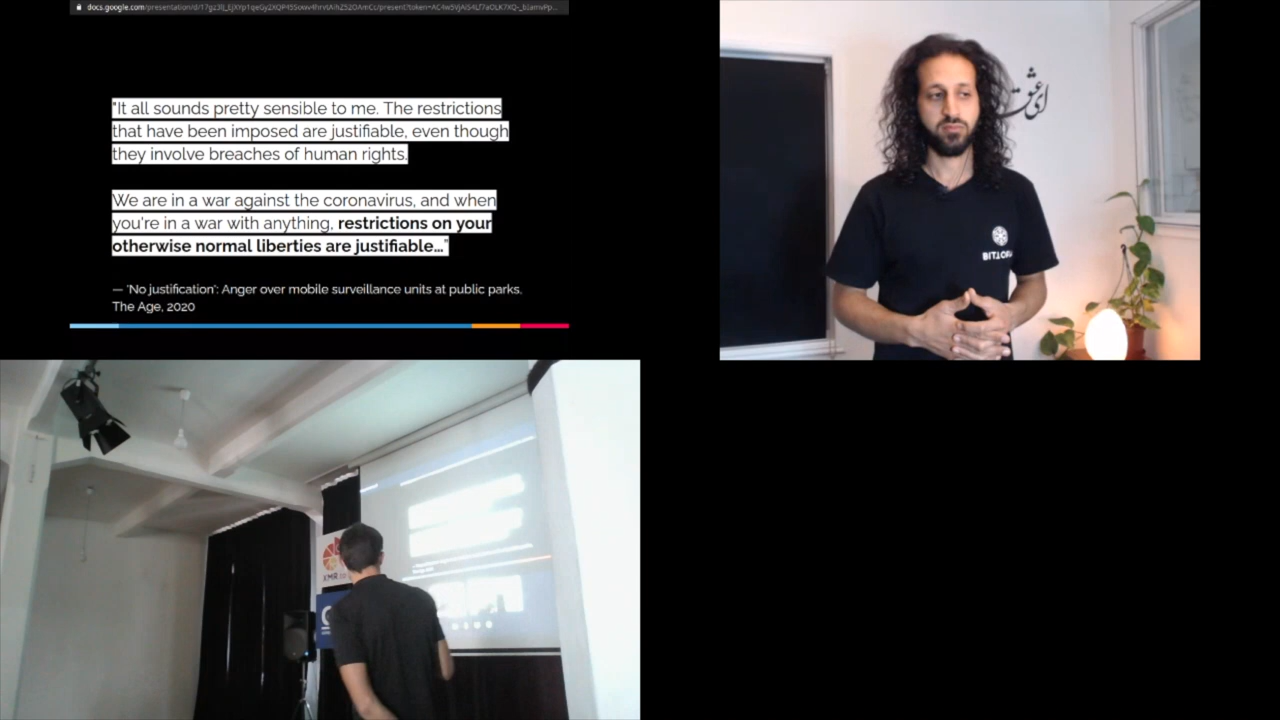 "It all sounds pretty sensible to me. The restrictions
that have been imposed are justifiable, even though
they involve breaches of human rights.
We are in a war against the coronavirus, and when
you're in a war with anything, restrictions on your
otherwise normal liberties are justifiable…"
— 'No justification': Anger over mobile surveillance units at public parks.
The Age, 2020
ای عشق
XMR